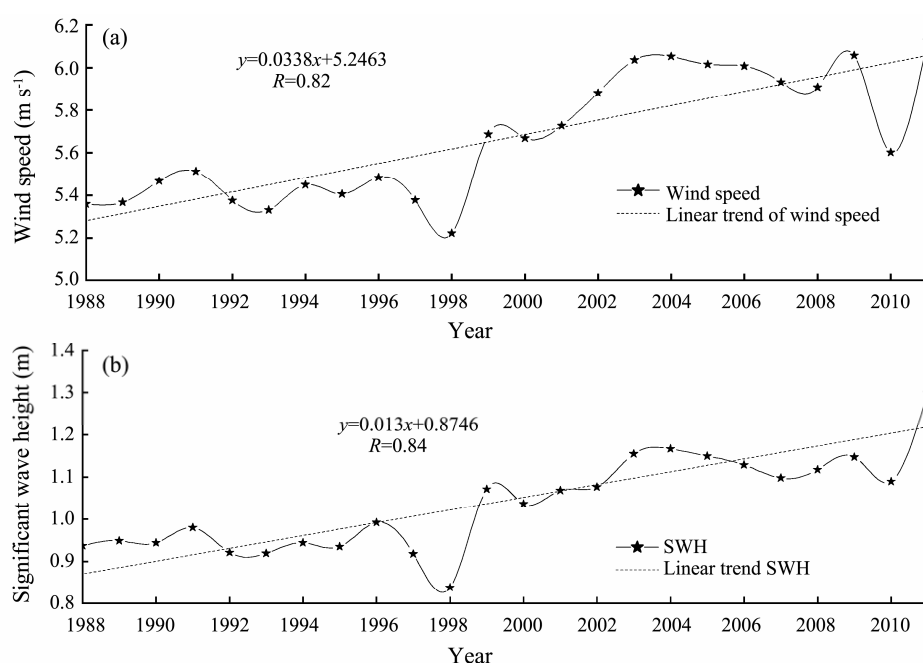 (a)
y=0.0338x+5.2463
R=0.82
Wind speed (m s⁻¹)
6.2
6.0
5.8
5.6
5.4
5.2
5.0
Wind speed
Linear trend of wind speed
1988 1990 1992 1994 1996 1998 2000 2002 2004 2006 2008 2010
Year
(b)
y=0.013x+0.8746
R=0.84
Significant wave height (m)
1.4
1.3
1.2
1.1
1.0
0.9
0.8
SWH
Linear trend SWH
1988 1990 1992 1994 1996 1998 2000 2002 2004 2006 2008 2010
Year